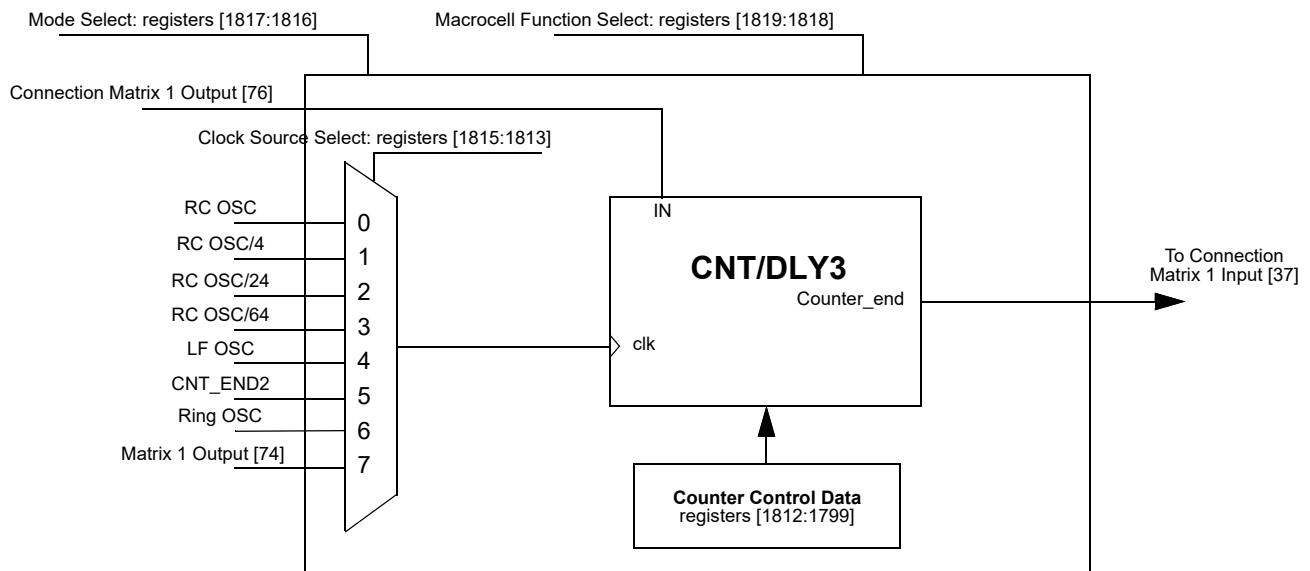 Mode Select: registers [1817:1816]
Macrocell Function Select: registers [1819:1818]
Connection Matrix 1 Output [76]
Clock Source Select: registers [1815:1813]
RC OSC
0
RC OSC/4
1
RC OSC/24
2
RC OSC/64
3
LF OSC
4
CNT_END2
5
Ring OSC
6
Matrix 1 Output [74]
7
IN
CNT/DLY3
Counter_end
clk
To Connection
Matrix 1 Input [37]
Counter Control Data
registers [1812:1799]